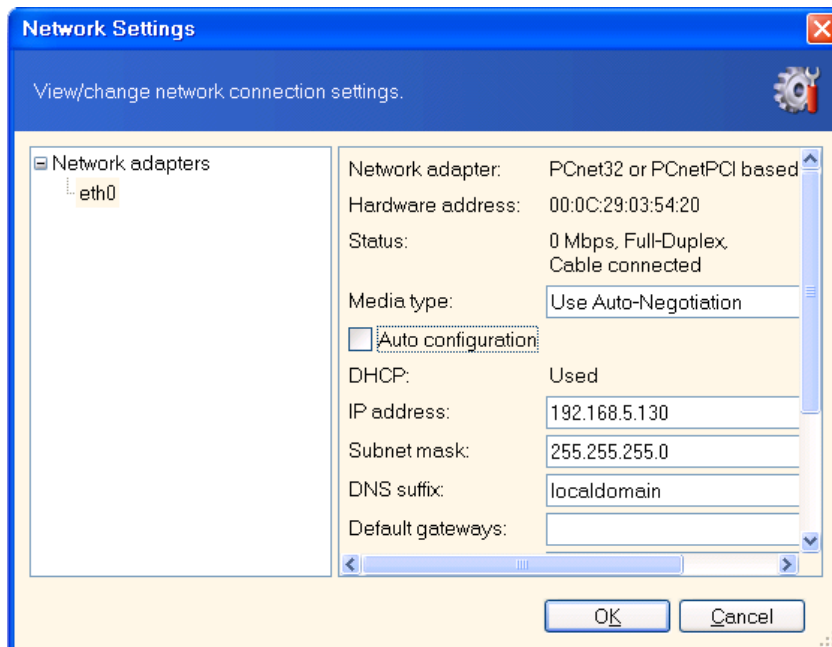 Network Settings
View/change network connection settings.
Network adapters
eth0
Network adapter: PCnet32 or PCnetPCI based
Hardware address: 00:0C:29:03:54:20
Status: 0 Mbps, Full-Duplex,
Cable connected
Media type: Use Auto-Negotiation
Auto configuration
DHCP: Used
IP address: 192.168.5.130
Subnet mask: 255.255.255.0
DNS suffix: localdomain
Default gateways:
OK Cancel